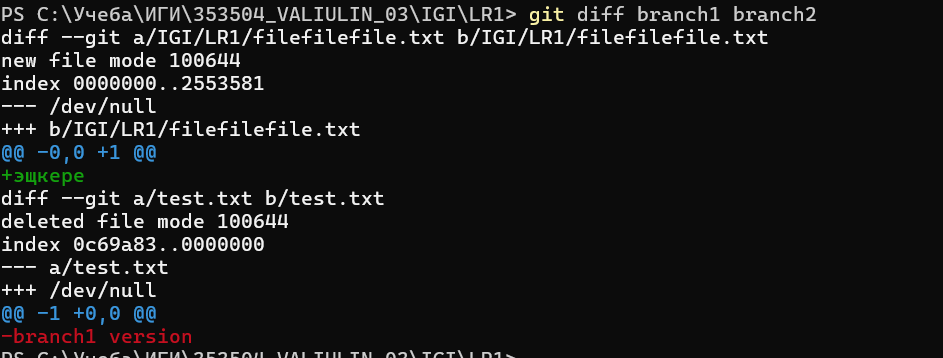 PS C:\Учеба\ИГИ\353504_VALIULIN_03\IGI\LR1> git diff branch1 branch2
diff --git a/IGI/LR1/filefilefile.txt b/IGI/LR1/filefilefile.txt
new file mode 100644
index 0000000..2553581
--- /dev/null
+++ b/IGI/LR1/filefilefile.txt
@@ -0,0 +1 @@
+эщкере
diff --git a/test.txt b/test.txt
deleted file mode 100644
index 0c69a83..0000000
--- a/test.txt
+++ /dev/null
@@ -1 +0,0 @@
-branch1 version
PS C:\Учеба\ИГИ\353504_VALIULIN_03\IGI\LR1>